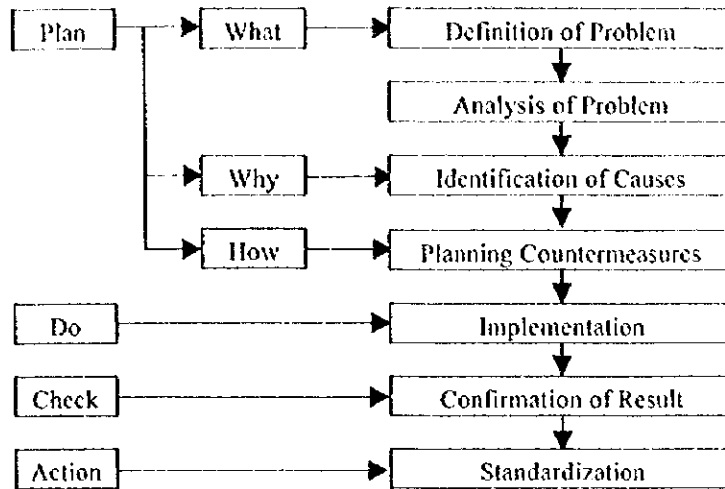 Plan
What
Definition of Problem
Analysis of Problem
Why
Identification of Causes
How
Planning Countermeasures
Do
Implementation
Check
Confirmation of Result
Action
Standardization